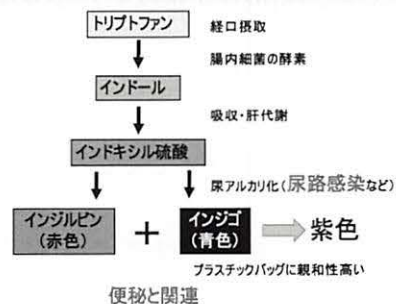 トリプトファン 経口摂取
腸内細菌の酵素
インドール
吸収・肝代謝
インドキシル硫酸
尿アルカリ化(尿路感染など)
インジルビン
(赤色)
+
インジゴ
(青色)
紫色
プラスチックバッグに親和性高い
便秘と関連